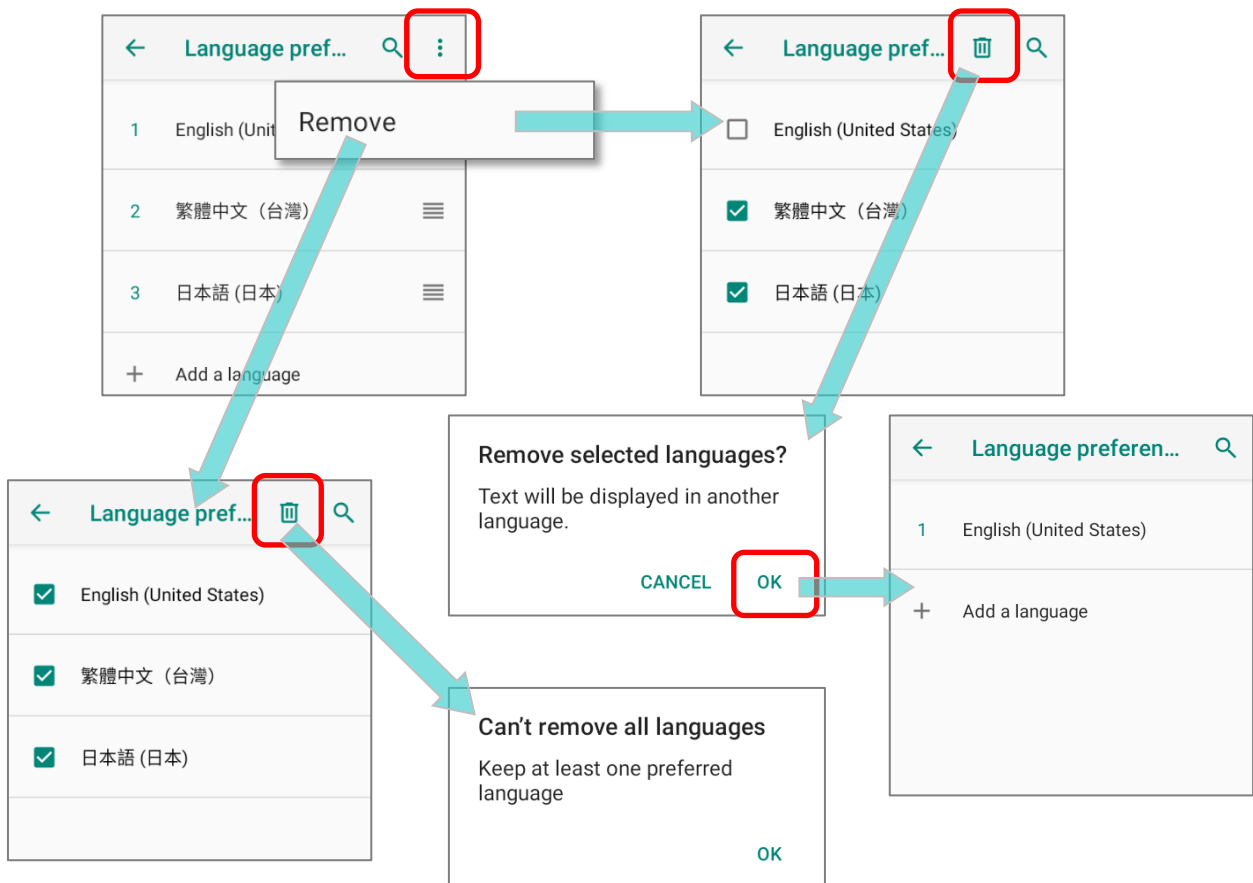 Language pref...
1 English (Unit
Remove
2 繁體中文（台灣）
3 日本語 (日本)
+ Add a language
Language pref...
English (United States)
繁體中文（台灣）
日本語 (日本)
Language pref...
English (United States)
繁體中文（台灣）
日本語 (日本)
Remove selected languages?
Text will be displayed in another
language.
CANCEL OK
Can't remove all languages
Keep at least one preferred
language
OK
Language preferen...
1 English (United States)
+ Add a language